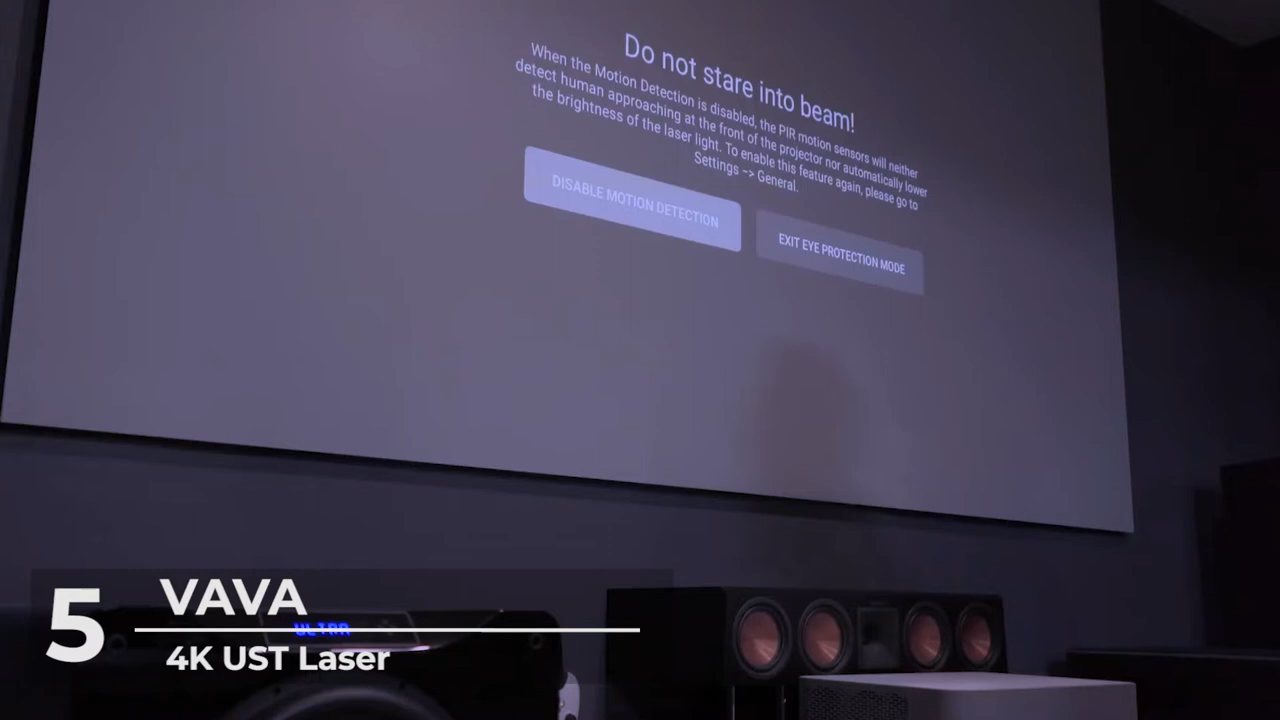 Do not stare into beam!
When the Motion Detection is disabled, the PIR motion sensors will neither
detect human approaching at the front of the projector nor automatically lower
the brightness of the laser light. To enable this feature again, please go to
Settings -> General.
DISABLE MOTION DETECTION
EXIT EYE PROTECTION MODE
5
VAVA
ULTRA
4K UST Laser